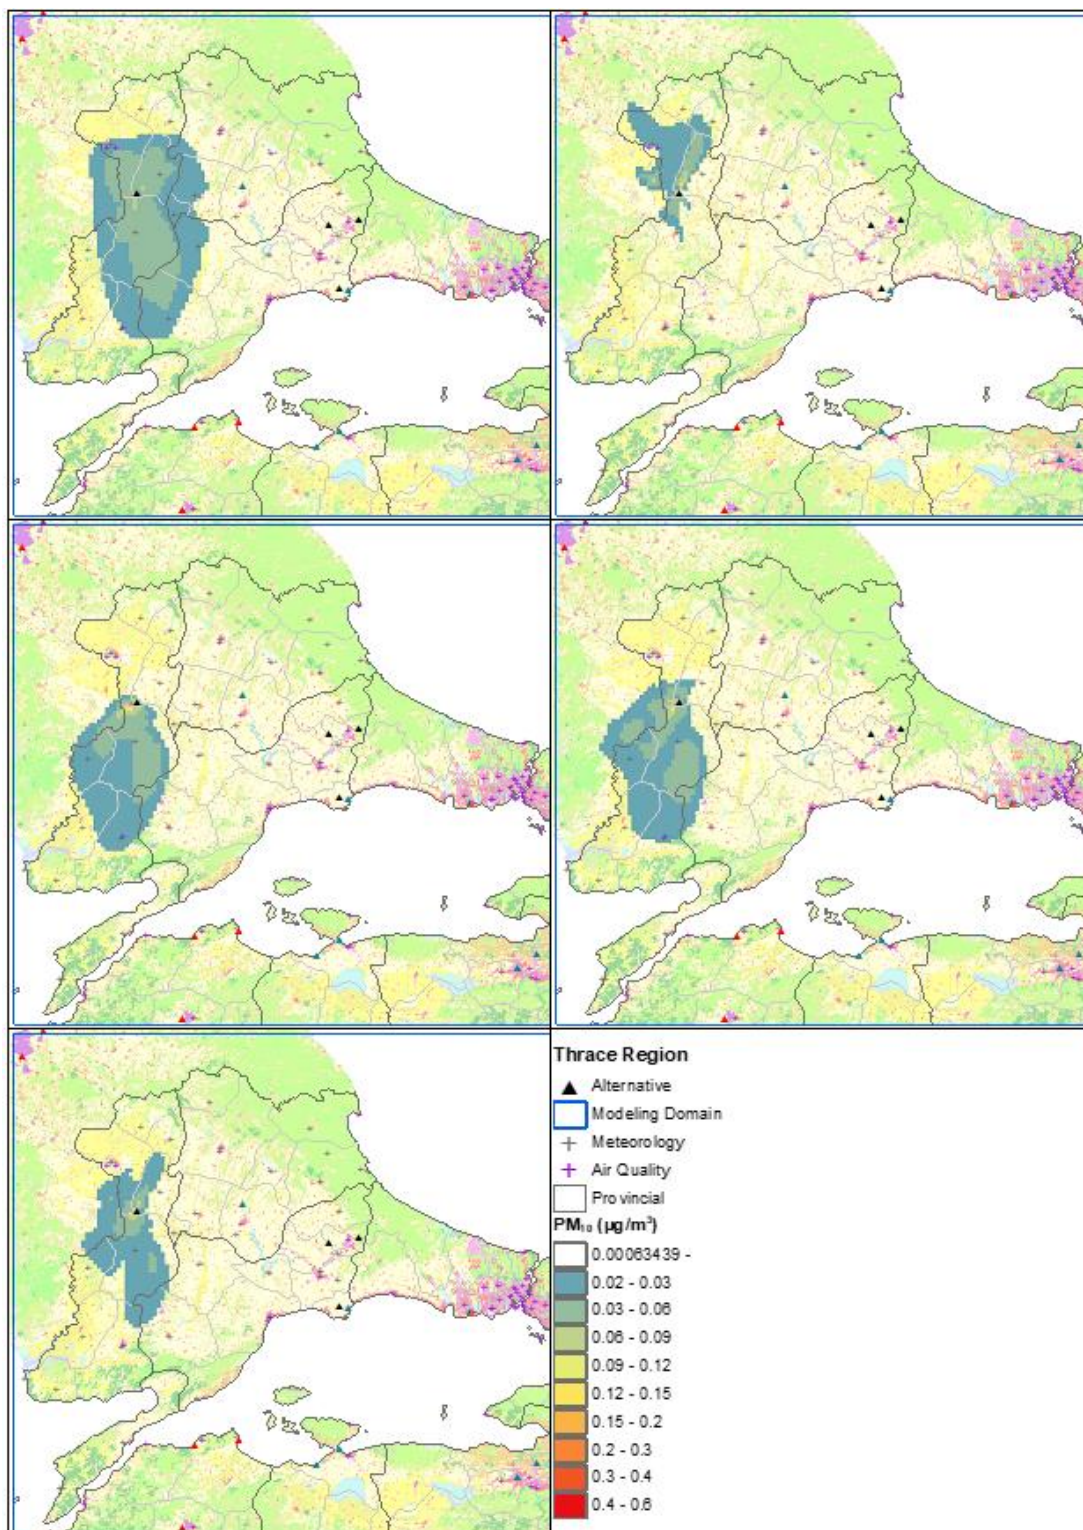 Thrace Region
Alternative
Modeling Domain
Meteorology
Air Quality
Provincial
PM₁₀ (µg/m³)
0.00063439 -
0.02 - 0.03
0.03 - 0.06
0.06 - 0.09
0.09 - 0.12
0.12 - 0.15
0.15 - 0.2
0.2 - 0.3
0.3 - 0.4
0.4 - 0.6